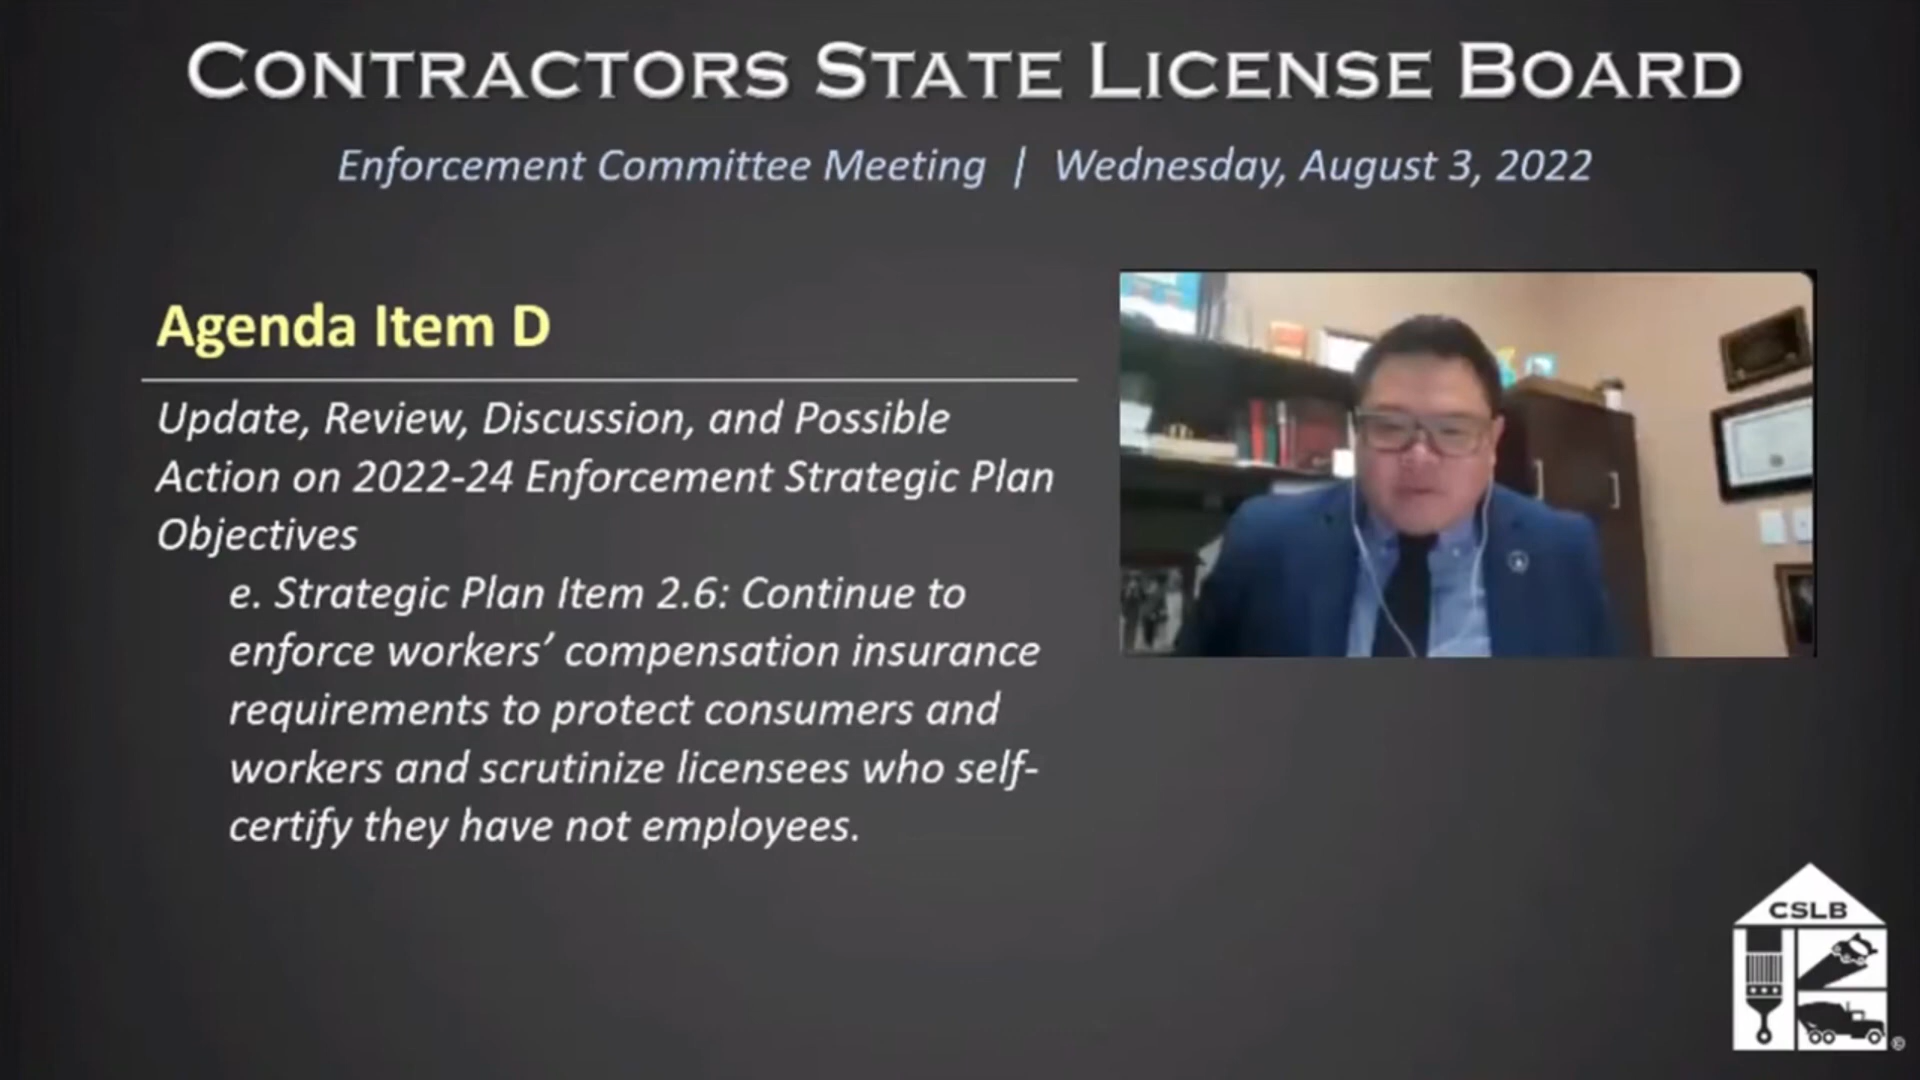 CONTRACTORS STATE LICENSE BOARD
Enforcement Committee Meeting | Wednesday, August 3, 2022
Agenda Item D
Update, Review, Discussion, and Possible
Action on 2022-24 Enforcement Strategic Plan
Objectives
e. Strategic Plan Item 2.6: Continue to
enforce workers’ compensation insurance
requirements to protect consumers and
workers and scrutinize licensees who self-
certify they have not employees.
CSLB
©